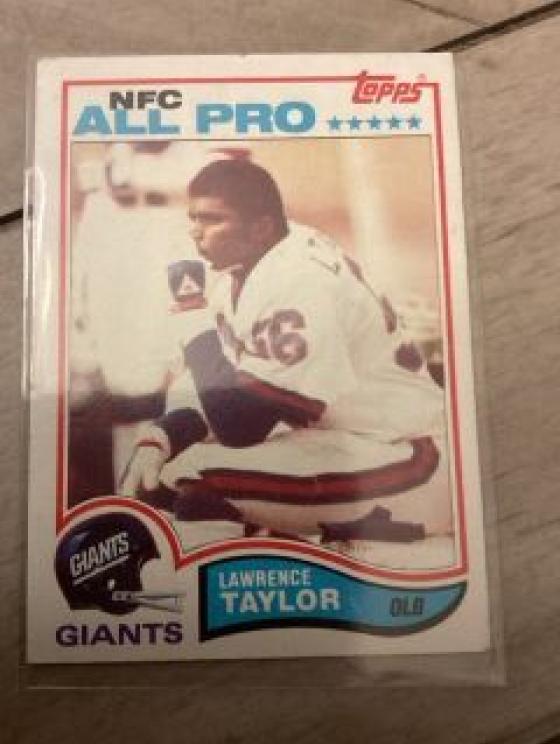 Topps®
NFC
ALL PRO
56
GIANTS
LAWRENCE
TAYLOR
OLB
GIANTS